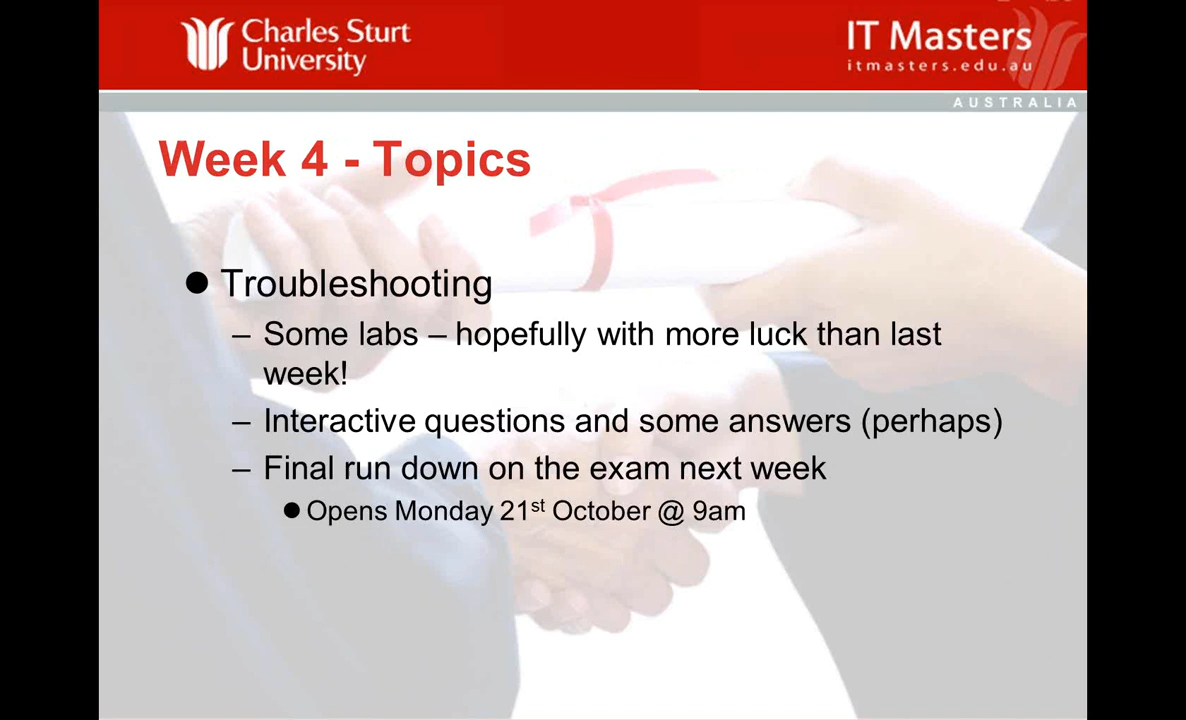 Charles Sturt
University
IT Masters
itmasters.edu.au
AUSTRALIA
Week 4 - Topics
● Troubleshooting
– Some labs – hopefully with more luck than last
week!
– Interactive questions and some answers (perhaps)
– Final run down on the exam next week
● Opens Monday 21st October @ 9am